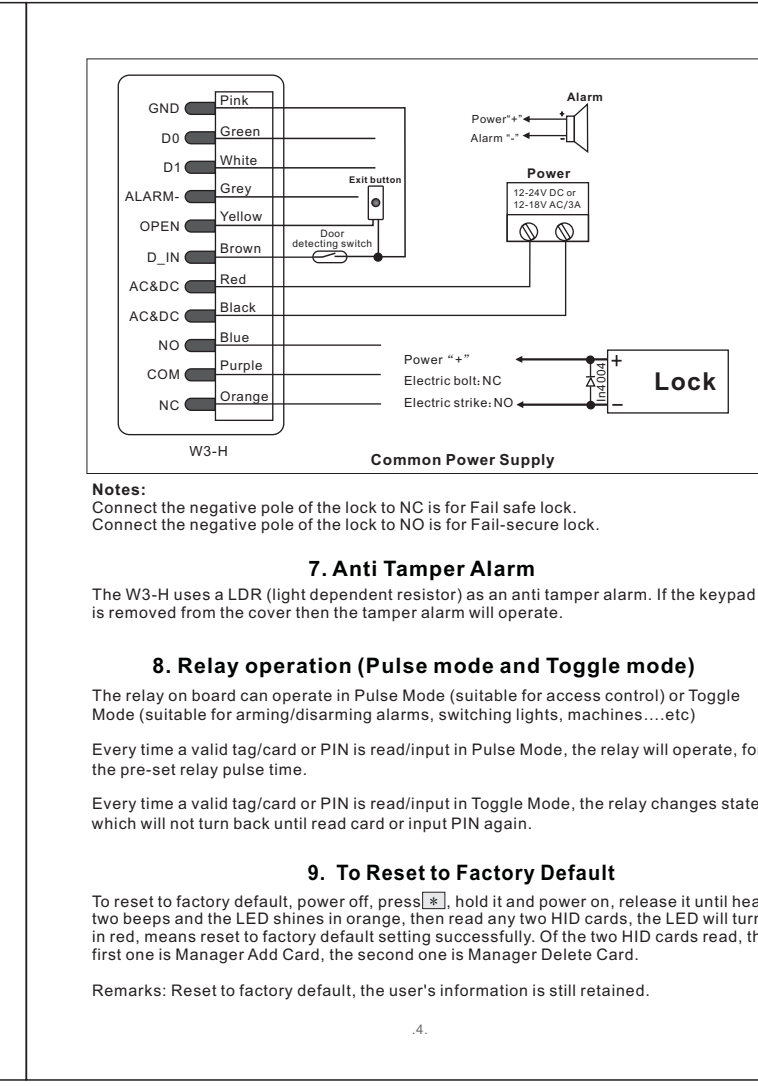 GND Pink
D0 Green
D1 White
ALARM- Grey
OPEN Yellow
D_IN Brown
AC&DC Red
AC&DC Black
NO Blue
COM Purple
NC Orange
W3-H
Exit button
Door
detecting switch
Alarm
Power"+" +
Alarm "-" -
Power
12-24V DC or
12-18V AC/3A
Power “+”
Electric bolt: NC
Electric strike: NO
In4004
+
Lock
−
Common Power Supply
Notes:
Connect the negative pole of the lock to NC is for Fail safe lock.
Connect the negative pole of the lock to NO is for Fail-secure lock.
7. Anti Tamper Alarm
The W3-H uses a LDR (light dependent resistor) as an anti tamper alarm. If the keypad
is removed from the cover then the tamper alarm will operate.
8. Relay operation (Pulse mode and Toggle mode)
The relay on board can operate in Pulse Mode (suitable for access control) or Toggle
Mode (suitable for arming/disarming alarms, switching lights, machines....etc)
Every time a valid tag/card or PIN is read/input in Pulse Mode, the relay will operate, fo
the pre-set relay pulse time.
Every time a valid tag/card or PIN is read/input in Toggle Mode, the relay changes state
which will not turn back until read card or input PIN again.
9. To Reset to Factory Default
To reset to factory default, power off, press * , hold it and power on, release it until hea
two beeps and the LED shines in orange, then read any two HID cards, the LED will turn
in red, means reset to factory default setting successfully. Of the two HID cards read, th
first one is Manager Add Card, the second one is Manager Delete Card.
Remarks: Reset to factory default, the user's information is still retained.
.4.